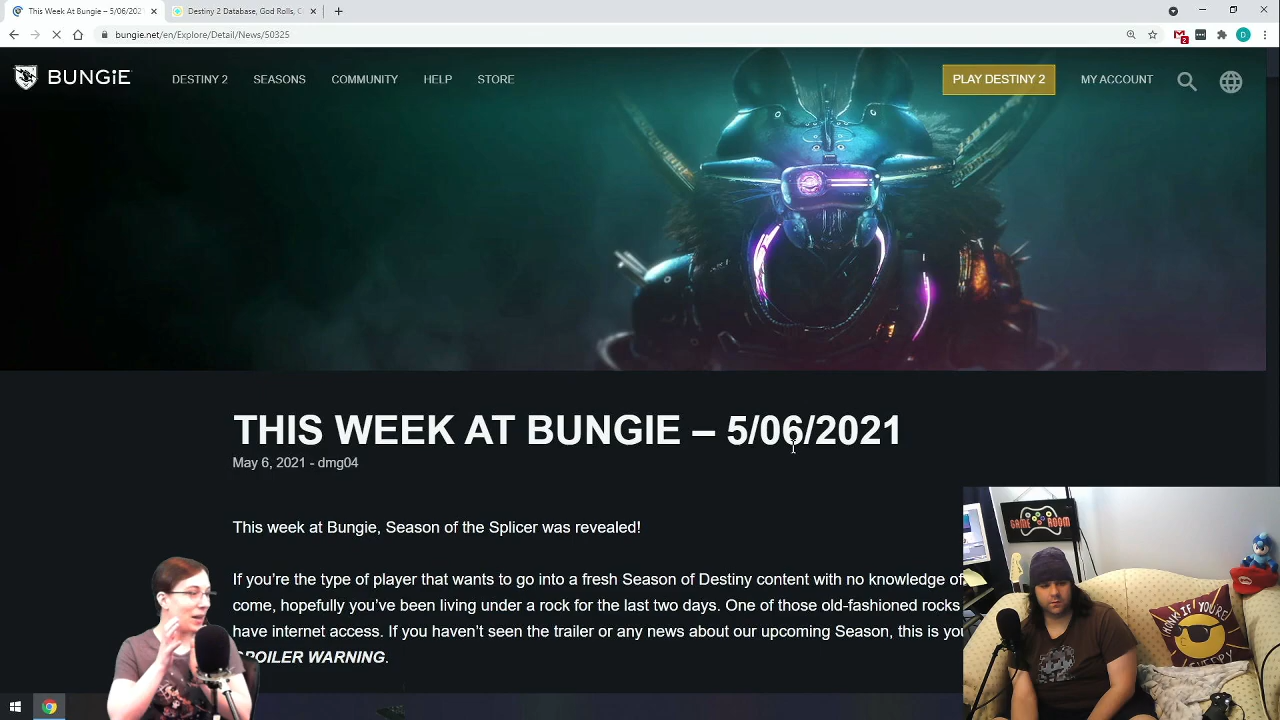 This Week At Bungie – 5/06/202
Destiny 2 Database, God Rolls, C
bungie.net/en/Explore/Detail/News/50325
2
D
BUNGiE
DESTINY 2
SEASONS
COMMUNITY
HELP
STORE
PLAY DESTINY 2
MY ACCOUNT
THIS WEEK AT BUNGIE – 5/06/2021
May 6, 2021 - dmg04
This week at Bungie, Season of the Splicer was revealed!
If you’re the type of player that wants to go into a fresh Season of Destiny content with no knowledge of
come, hopefully you’ve been living under a rock for the last two days. One of those old-fashioned rocks
have internet access. If you haven’t seen the trailer or any news about our upcoming Season, this is you
SPOILER WARNING.
GAME ROOM
HONK IF YOU'RE